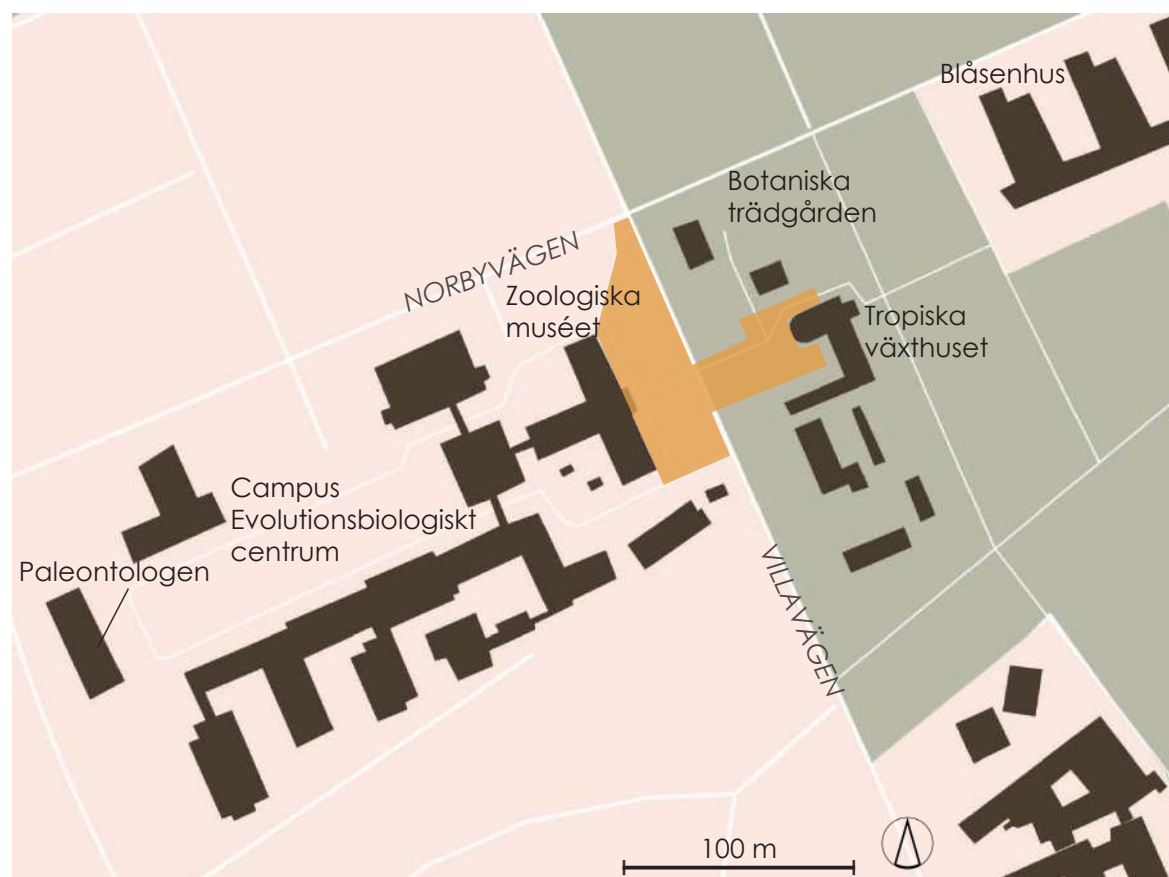 Blåsenhus
Botaniska
trädgården
NORBYVÄGEN
Zoologiska
muséet
Tropiska
växthuset
Campus
Evolutionsbiologiskt
centrum
Paleontologen
VILLAVÄGEN
100 m